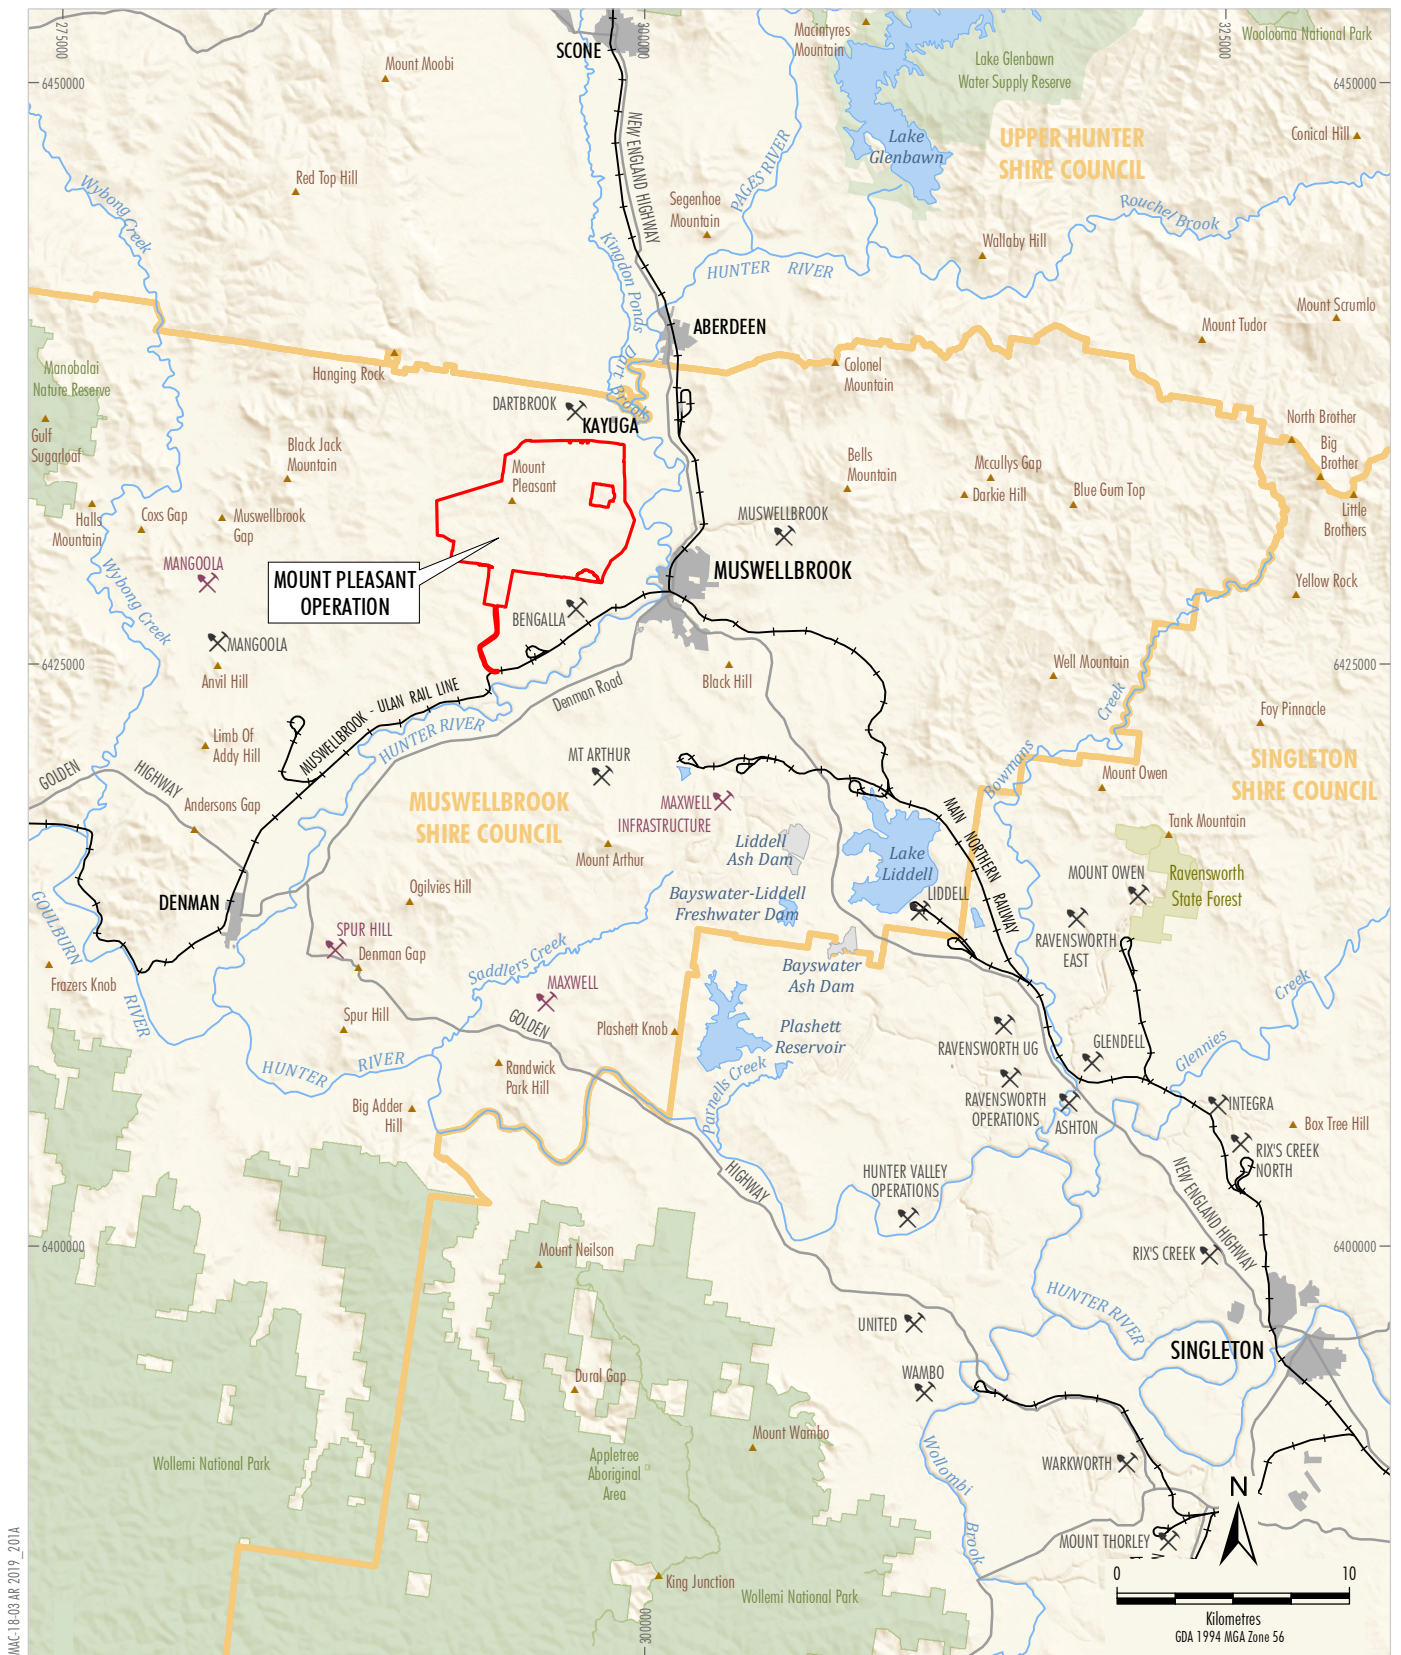 275000
300000
325000
SCONE
Macintyres
Mountain
Woolooma National Park
Lake Glenbawn
Water Supply Reserve
Mount Moobi
6450000
6450000
NEW ENGLAND HIGHWAY
Lake
Glenbawn
UPPER HUNTER
SHIRE COUNCIL
Conical Hill
PAGES RIVER
Red Top Hill
Wybong Creek
Segenhoe
Mountain
Rouchel Brook
Wallaby Hill
Kingdon Ponds
HUNTER RIVER
Mount Scrumlo
ABERDEEN
Mount Tudor
Manobalai
Nature Reserve
Hanging Rock
Dart Brook
Colonel
Mountain
DARTBROOK
KAYUGA
North Brother
Gulf
Sugarloaf
Black Jack
Mountain
Big
Brother
Bells
Mountain
Mccullys Gap
Mount
Pleasant
Darkie Hill
Blue Gum Top
Little
Brothers
Halls
Mountain
Coxs Gap
Muswellbrook
Gap
MUSWELLBROOK
MANGOOLA
Wybong Creek
MOUNT PLEASANT
OPERATION
MUSWELLBROOK
Yellow Rock
BENGALLA
MANGOOLA
6425000
6425000
Anvil Hill
Black Hill
Well Mountain
MUSWELLBROOK - ULAN RAIL LINE
Denman Road
Creek
Foy Pinnacle
Limb Of
Addy Hill
HUNTER RIVER
MT ARTHUR
Bowmans
SINGLETON
SHIRE COUNCIL
GOLDEN
HIGHWAY
Mount Owen
Andersons Gap
MUSWELLBROOK
SHIRE COUNCIL
MAXWELL
INFRASTRUCTURE
MAIN NORTHERN RAILWAY
Tank Mountain
Liddell
Ash Dam
Lake
Liddell
Mount Arthur
MOUNT OWEN
Ravensworth
State Forest
Ogilvies Hill
Bayswater-Liddell
Freshwater Dam
LIDDELL
DENMAN
GOULBURN
RIVER
SPUR HILL
Denman Gap
Saddlers Creek
RAVENSWORTH
EAST
Bayswater
Ash Dam
Frazers Knob
MAXWELL
Creek
Spur Hill
GOLDEN
Plashett Knob
Plashett
Reservoir
RAVENSWORTH UG
GLENDELL
Glennies
HUNTER RIVER
Randwick
Park Hill
Parnells Creek
RAVENSWORTH
OPERATIONS
Big Adder
Hill
ASHTON
INTEGRA
Box Tree Hill
RIX'S CREEK
NORTH
HIGHWAY
HUNTER VALLEY
OPERATIONS
NEW ENGLAND HIGHWAY
6400000
6400000
Mount Neilson
RIX'S CREEK
HUNTER RIVER
UNITED
SINGLETON
WAMBO
Dural Gap
Mount Wambo
Wollombi
Brook
Wollemi National Park
Appletree
Aboriginal
Area
WARKWORTH
N
MOUNT THORLEY
King Junction
Wollemi National Park
0
10
Kilometres
GDA 1994 MGA Zone 56
300000
MAC-18-03 AR 2019_201A